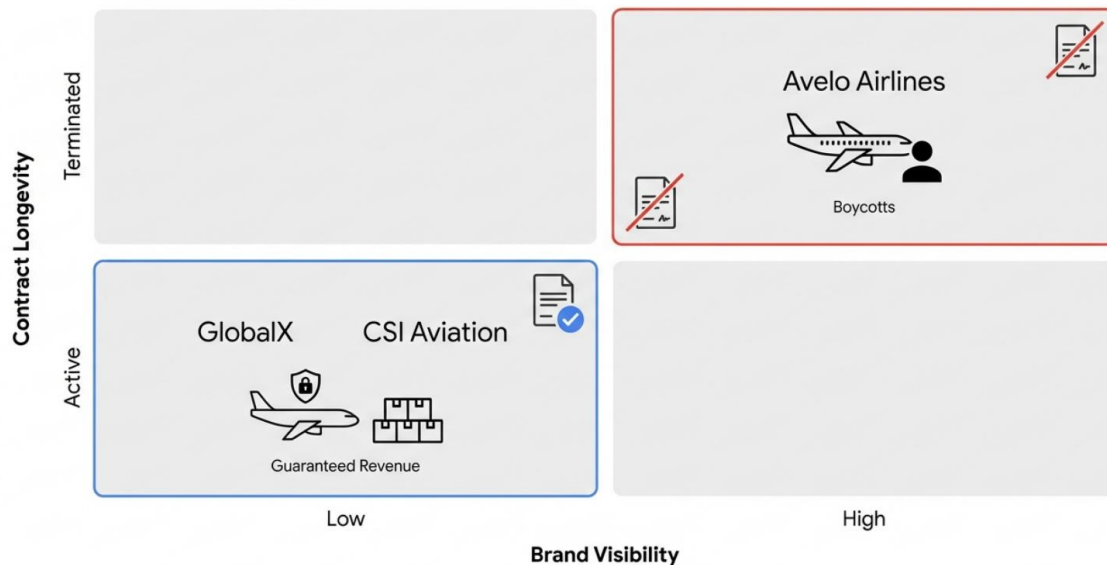 Contract Longevity
Terminated
Avelo Airlines
Boycotts
Active
GlobalX
CSI Aviation
Guaranteed Revenue
Low
High
Brand Visibility